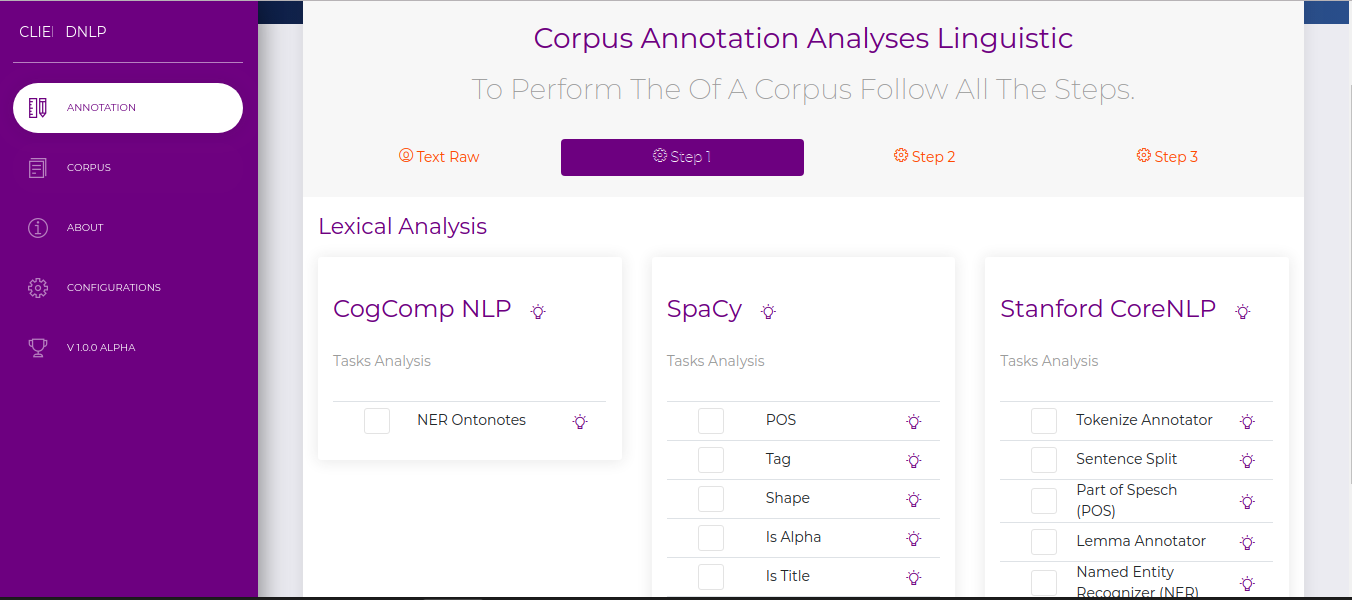 CLIEI DNLP
ANNOTATION
CORPUS
ABOUT
CONFIGURATIONS
V 1.0.0 ALPHA
Corpus Annotation Analyses Linguistic
To Perform The Of A Corpus Follow All The Steps.
Text Raw
Step 1
Step 2
Step 3
Lexical Analysis
CogComp NLP
Tasks Analysis
NER Ontonotes
SpaCy
Tasks Analysis
POS
Tag
Shape
Is Alpha
Is Title
Stanford CoreNLP
Tasks Analysis
Tokenize Annotator
Sentence Split
Part of Spesch
(POS)
Lemma Annotator
Named Entity
Recognizer (NER)